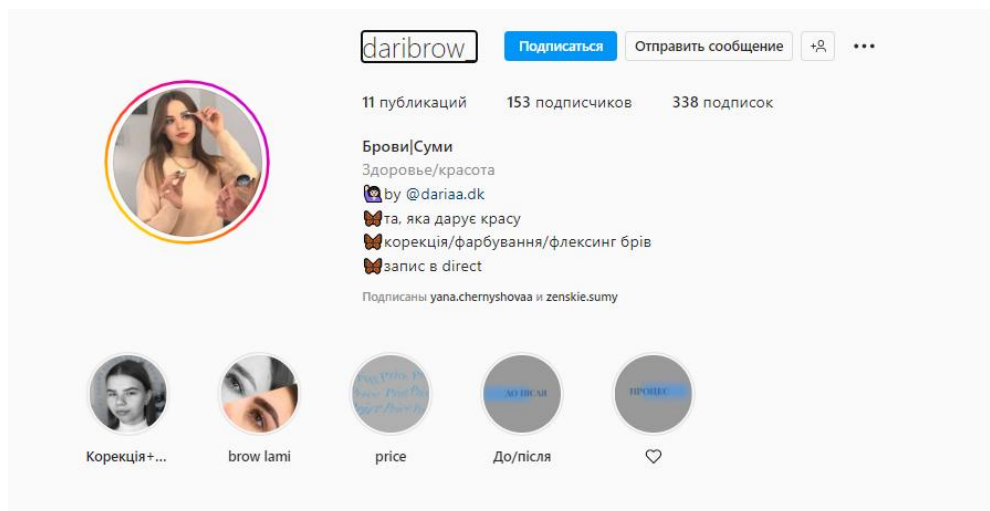 daribrow_ Подписаться Отправить сообщение
11 публикаций 153 подписчиков 338 подписок
Брови|Суми
Здоровье/красота
by @dariaa.dk
та, яка дарує красу
корекція/фарбування/флексинг брів
запис в direct
Подписаны yana.chernyshovaa и zenskie.sumy
ДО ПІСЛЯ
ПРОЦЕС
Корекція+... brow lami price До/після